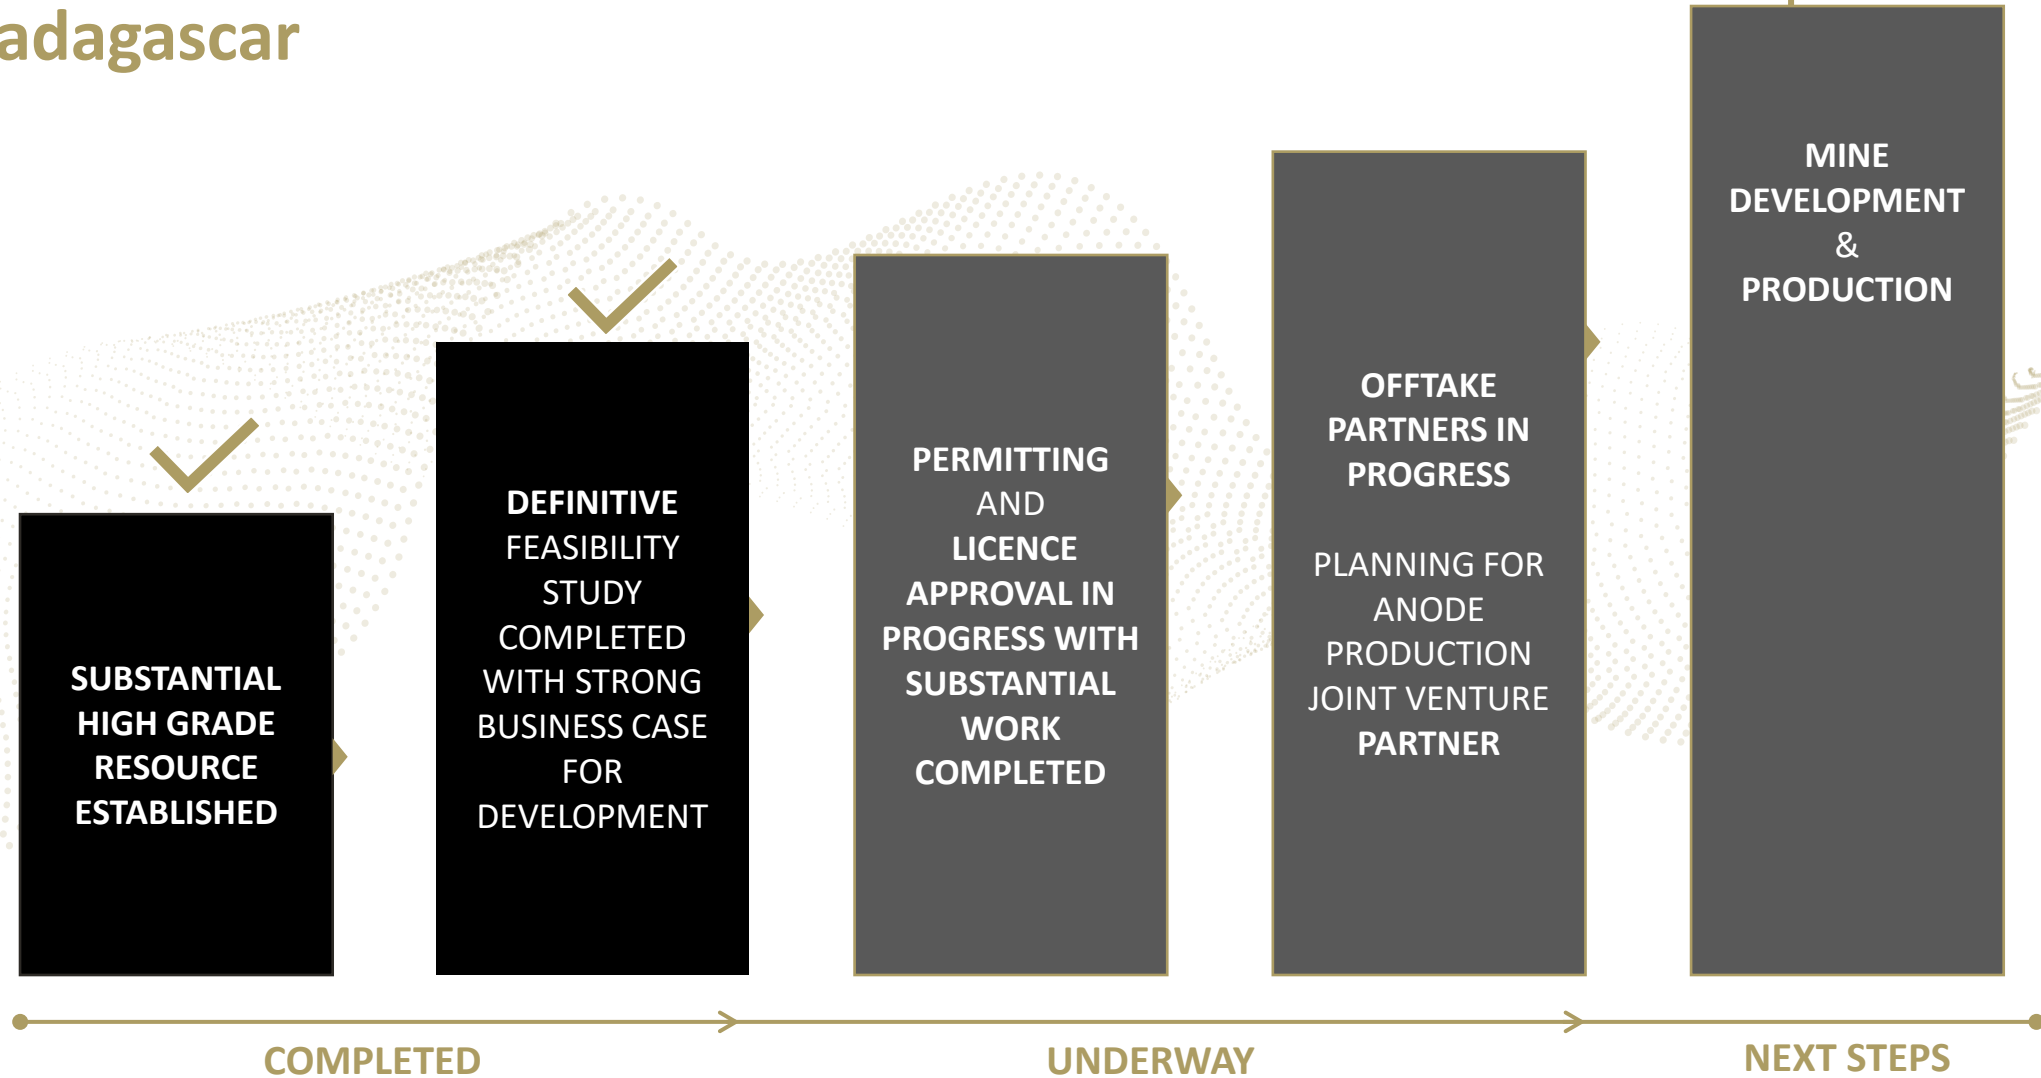 adagascar
SUBSTANTIAL
HIGH GRADE
RESOURCE
ESTABLISHED
DEFINITIVE
FEASIBILITY
STUDY
COMPLETED
WITH STRONG
BUSINESS CASE
FOR
DEVELOPMENT
PERMITTING
AND
LICENCE
APPROVAL IN
PROGRESS WITH
SUBSTANTIAL
WORK
COMPLETED
OFFTAKE
PARTNERS IN
PROGRESS
PLANNING FOR
ANODE
PRODUCTION
JOINT VENTURE
PARTNER
MINE
DEVELOPMENT
&
PRODUCTION
COMPLETED
UNDERWAY
NEXT STEPS